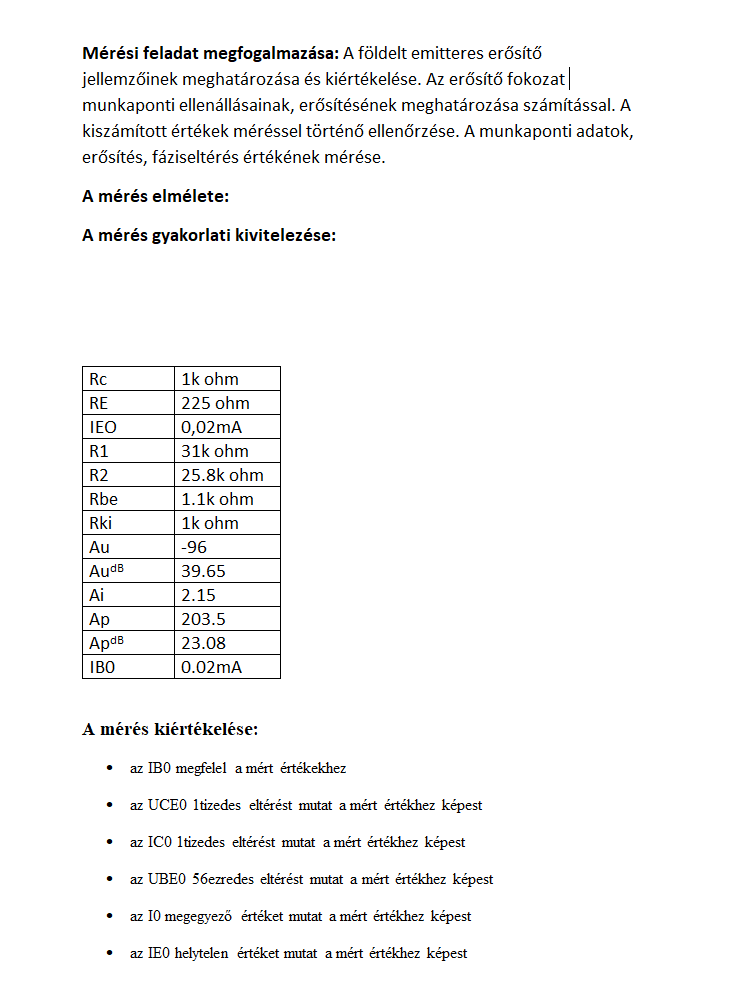 Mérési feladat megfogalmazása: A földelt emitteres erősítő
jellemzőinek meghatározása és kiértékelése. Az erősítő fokozat
munkaponti ellenállásainak, erősítésének meghatározása számítással. A
kiszámított értékek méréssel történő ellenőrzése. A munkaponti adatok,
erősítés, fáziseltérés értékének mérése.
A mérés elmélete:
A mérés gyakorlati kivitelezése:
Rc 1k ohm
RE 225 ohm
IEO 0,02mA
R1 31k ohm
R2 25.8k ohm
Rbe 1.1k ohm
Rki 1k ohm
Au -96
Au^dB 39.65
Ai 2.15
Ap 203.5
Ap^dB 23.08
IB0 0.02mA
A mérés kiértékelése:
• az IB0 megfelel a mért értékekhez
• az UCE0 1tizedes eltérést mutat a mért értékhez képest
• az IC0 1tizedes eltérést mutat a mért értékhez képest
• az UBE0 56ezredes eltérést mutat a mért értékhez képest
• az I0 megegyező értéket mutat a mért értékhez képest
• az IE0 helytelen értéket mutat a mért értékhez képest